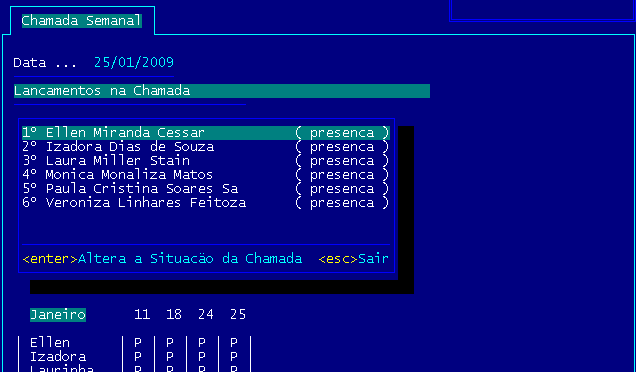 Chamada Semanal
Data ... 25/01/2009
Lancamentos na Chamada
1º Ellen Miranda Cessar ( presenca )
2º Izadora Dias de Souza ( presenca )
3º Laura Miller Stain ( presenca )
4º Monica Monaliza Matos ( presenca )
5º Paula Cristina Soares Sa ( presenca )
6º Veroniza Linhares Feitoza ( presenca )
<enter>Altera a Situacäo da Chamada <esc>Sair
Janeiro 11 18 24 25
| Ellen | P | P | P | P |
| Izadora | P | P | P | P |
| Laurinha | P | P | P | P |